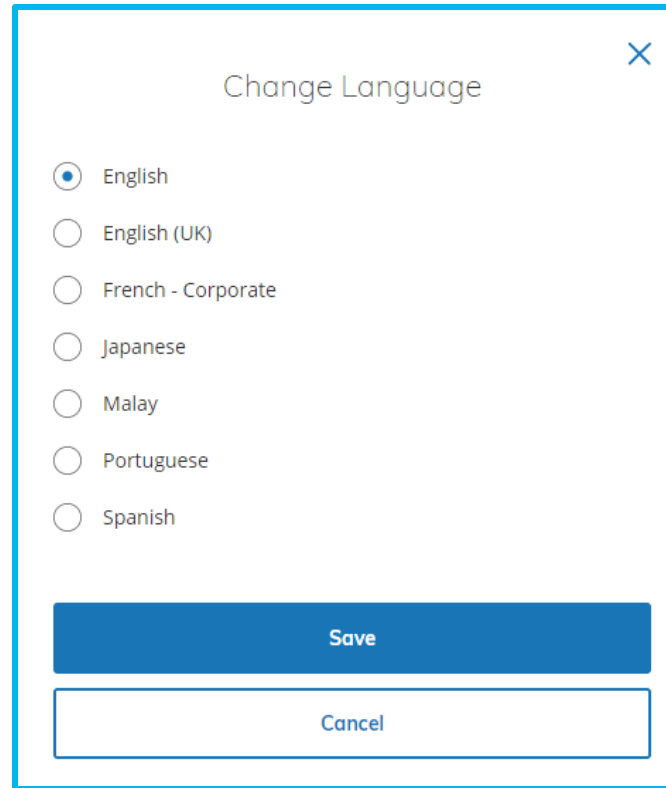 Change Language
English
English (UK)
French - Corporate
Japanese
Malay
Portuguese
Spanish
Save
Cancel